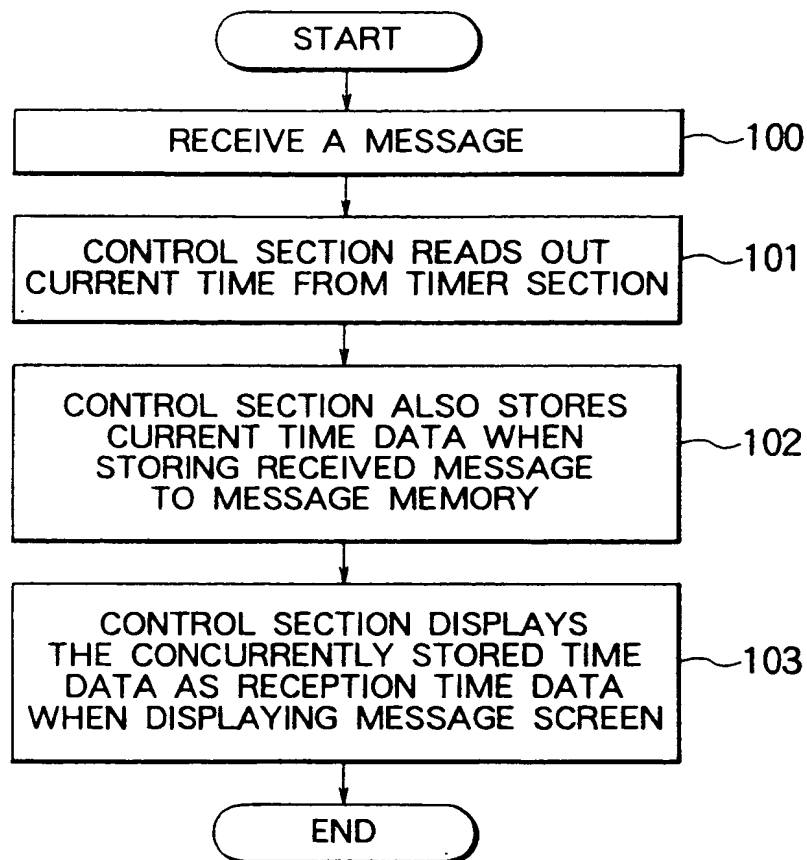 START
RECEIVE A MESSAGE
100
CONTROL SECTION READS OUT
CURRENT TIME FROM TIMER SECTION
101
CONTROL SECTION ALSO STORES
CURRENT TIME DATA WHEN
STORING RECEIVED MESSAGE
TO MESSAGE MEMORY
102
CONTROL SECTION DISPLAYS
THE CONCURRENTLY STORED TIME
DATA AS RECEPTION TIME DATA
WHEN DISPLAYING MESSAGE SCREEN
103
END